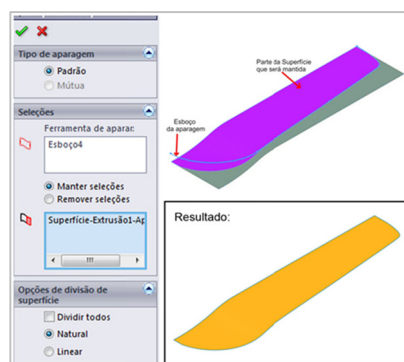 Tipo de aparagem
Padrão
Mútua
Seleções
Ferramenta de aparar:
Esboço4
Manter seleções
Remover seleções
Superfície-Extrusão1-Ap
Opções de divisão de
superfície
Dividir todos
Natural
Linear
Parte da Superfície
que será mantida
Esboço
da aparagem
Resultado: